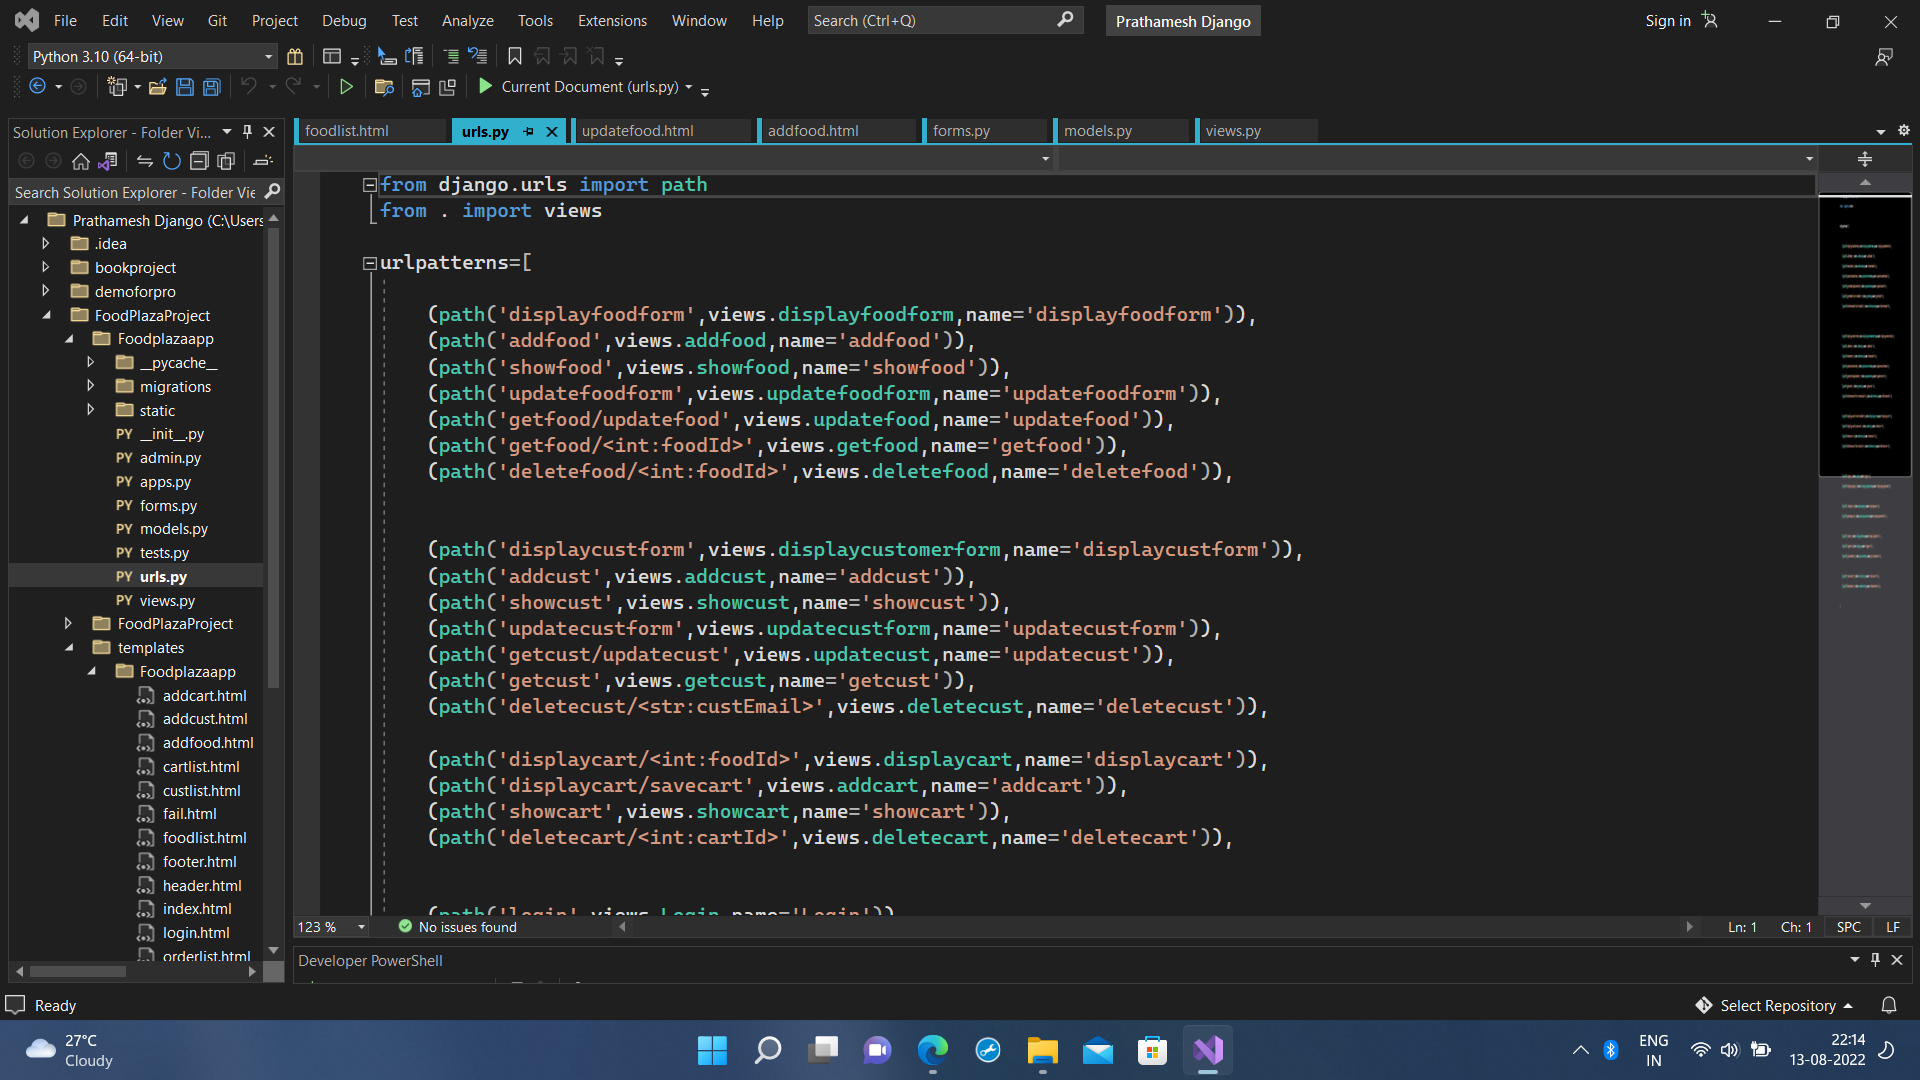 File Edit View Git Project Debug Test Analyze Tools Extensions Window Help Search (Ctrl+Q) Prathamesh Django Sign in
Python 3.10 (64-bit)
Current Document (urls.py)
Solution Explorer - Folder Vi...
foodlist.html urls.py updatefood.html addfood.html forms.py models.py views.py
Search Solution Explorer - Folder Vie
Prathamesh Django (C:\Users
.idea
bookproject
demoforpro
FoodPlazaProject
Foodplazaapp
__pycache__
migrations
static
PY __init__.py
PY admin.py
PY apps.py
PY forms.py
PY models.py
PY tests.py
PY urls.py
PY views.py
FoodPlazaProject
templates
Foodplazaapp
addcart.html
addcust.html
addfood.html
cartlist.html
custlist.html
fail.html
foodlist.html
footer.html
header.html
index.html
login.html
orderlist.html
from django.urls import path
from . import views
urlpatterns=[
(path('displayfoodform',views.displayfoodform,name='displayfoodform')),
(path('addfood',views.addfood,name='addfood')),
(path('showfood',views.showfood,name='showfood')),
(path('updatefoodform',views.updatefoodform,name='updatefoodform')),
(path('getfood/updatefood',views.updatefood,name='updatefood')),
(path('getfood/<int:foodId>',views.getfood,name='getfood')),
(path('deletefood/<int:foodId>',views.deletefood,name='deletefood')),
(path('displaycustform',views.displaycustomerform,name='displaycustform')),
(path('addcust',views.addcust,name='addcust')),
(path('showcust',views.showcust,name='showcust')),
(path('updatecustform',views.updatecustform,name='updatecustform')),
(path('getcust/updatecust',views.updatecust,name='updatecust')),
(path('getcust',views.getcust,name='getcust')),
(path('deletecust/<str:custEmail>',views.deletecust,name='deletecust')),
(path('displaycart/<int:foodId>',views.displaycart,name='displaycart')),
(path('displaycart/savecart',views.addcart,name='addcart')),
(path('showcart',views.showcart,name='showcart')),
(path('deletecart/<int:cartId>',views.deletecart,name='deletecart')),
(path('login',views.Login,name='Login')),
123 % No issues found Ln: 1 Ch: 1 SPC LF
Developer PowerShell
Ready Select Repository
27°C
Cloudy
ENG
IN
22:14
13-08-2022